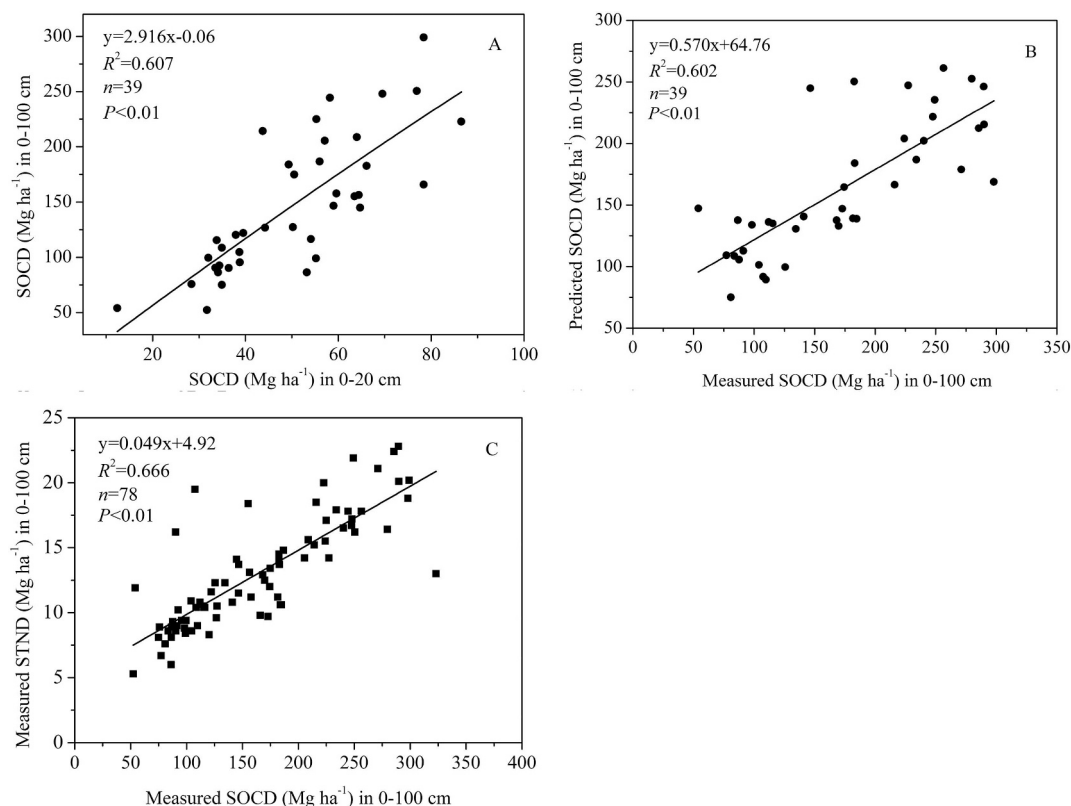 A
y=2.916x-0.06
R²=0.607
n=39
P<0.01
300
250
200
150
100
50
20 40 60 80 100
SOCD (Mg ha⁻¹) in 0-100 cm
SOCD (Mg ha⁻¹) in 0-20 cm
B
y=0.570x+64.76
R²=0.602
n=39
P<0.01
300
250
200
150
100
50
0 50 100 150 200 250 300 350
Predicted SOCD (Mg ha⁻¹) in 0-100 cm
Measured SOCD (Mg ha⁻¹) in 0-100 cm
C
y=0.049x+4.92
R²=0.666
n=78
P<0.01
25
20
15
10
5
0
0 50 100 150 200 250 300 350 400
Measured STND (Mg ha⁻¹) in 0-100 cm
Measured SOCD (Mg ha⁻¹) in 0-100 cm